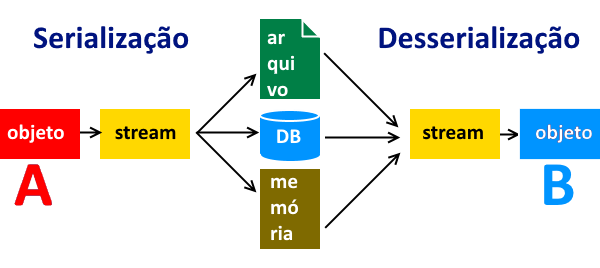 Serialização
Desserialização
ar
qui
vo
objeto
stream
DB
stream
objeto
A
me
mó
ria
B